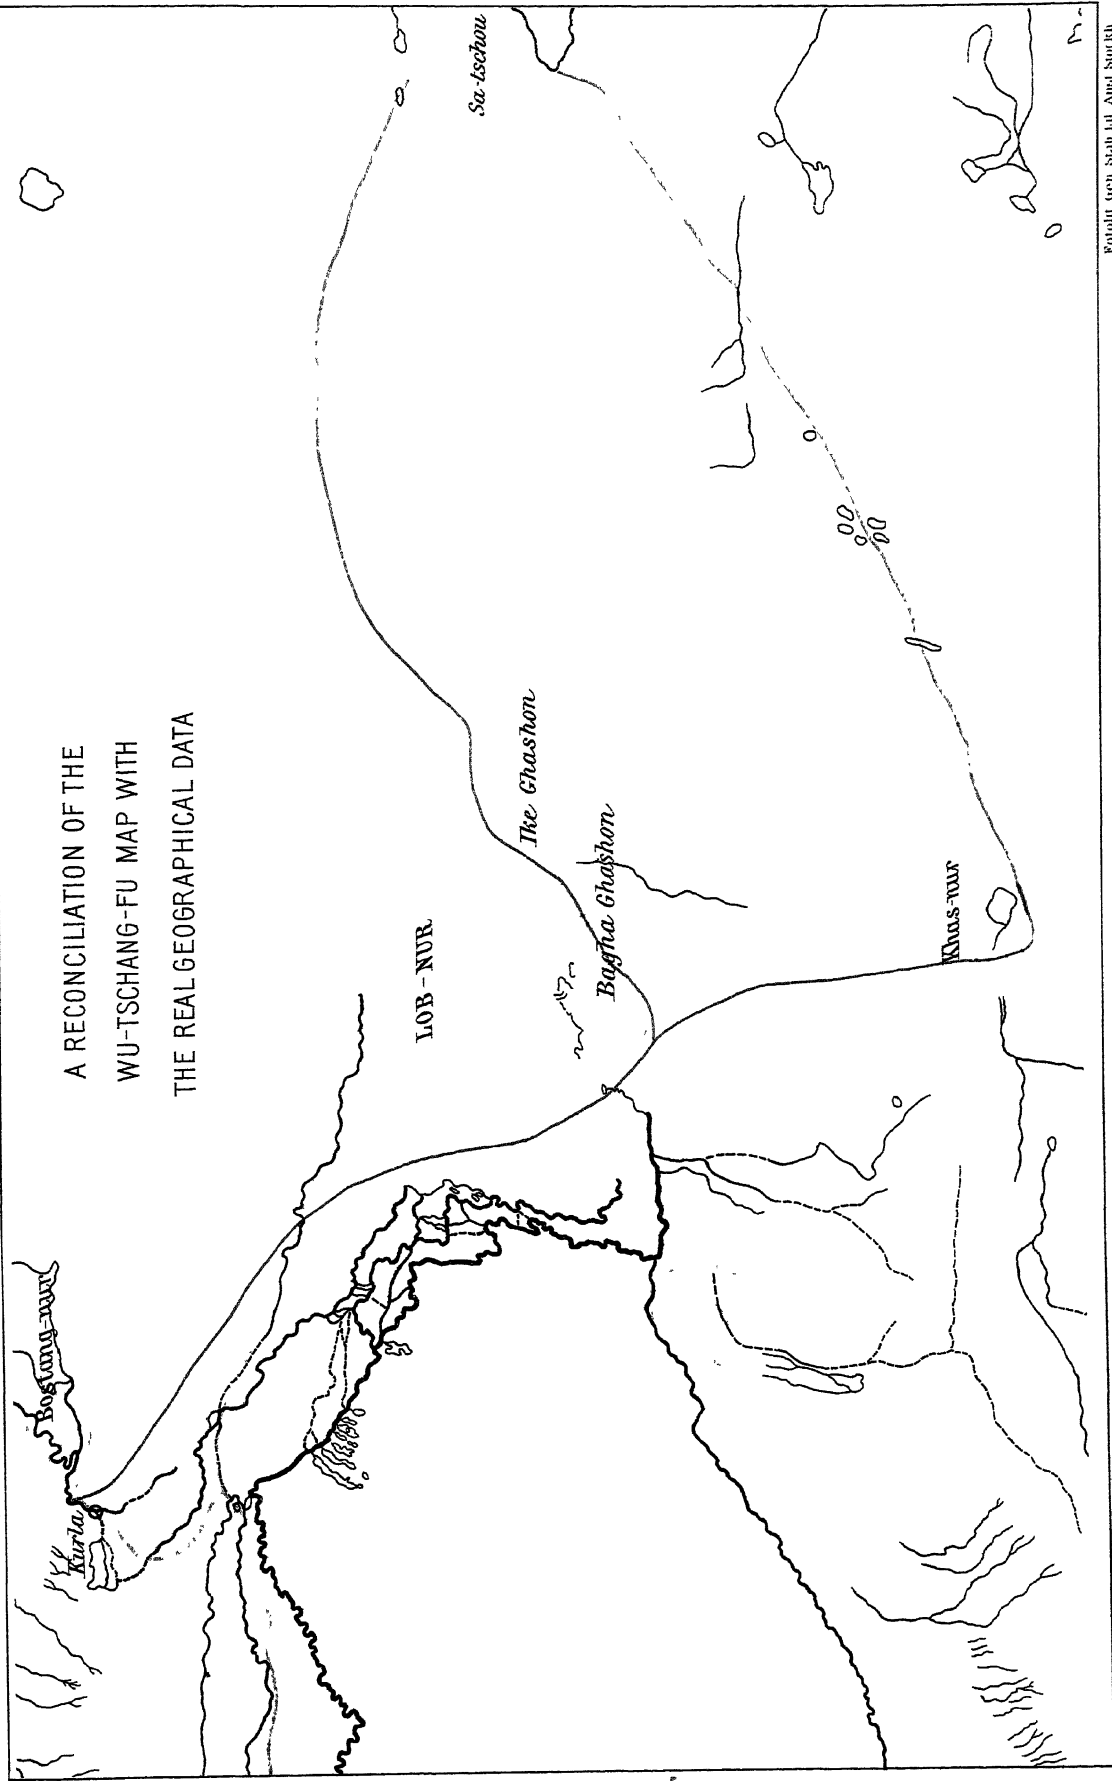 A RECONCILIATION OF THE
WU-TSCHANG-FU MAP WITH
THE REAL GEOGRAPHICAL DATA
Bostang-nur
Kurla
Sa-tschou
LOB-NUR
Ike Ghashon
Bagha Ghashon
Khas-nur